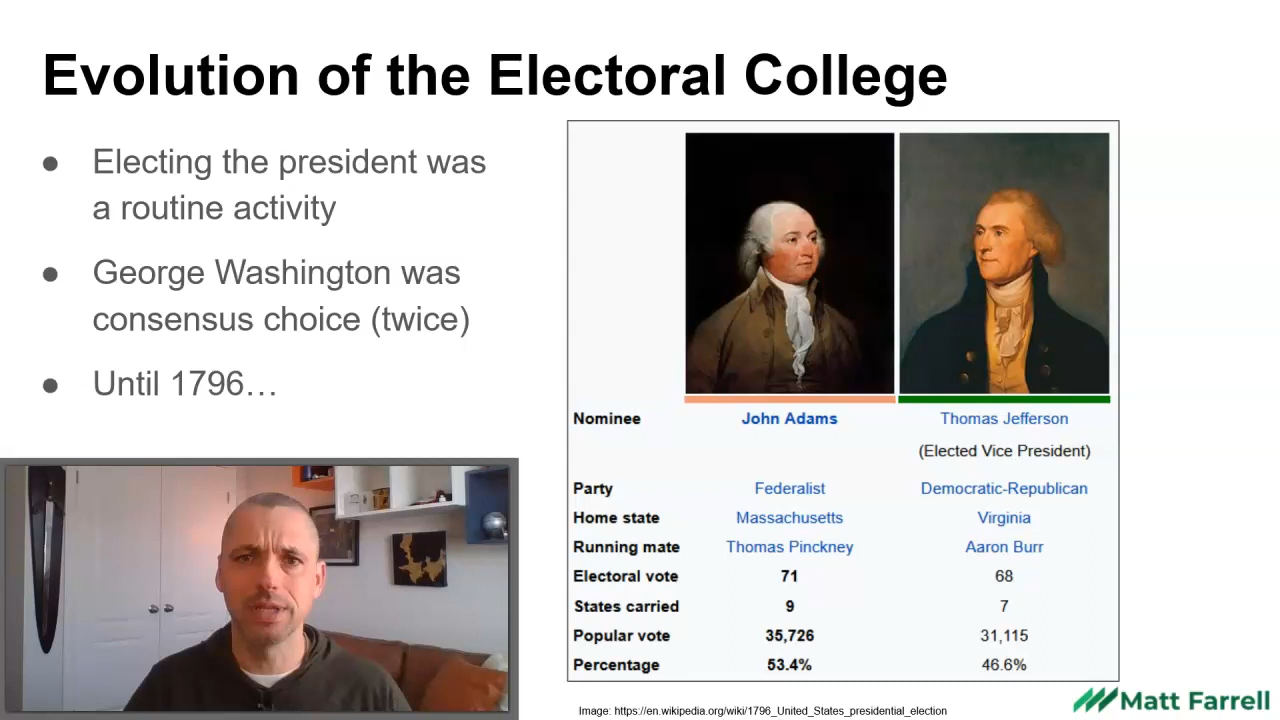 Evolution of the Electoral College
● Electing the president was
a routine activity
● George Washington was
consensus choice (twice)
● Until 1796…
Nominee John Adams Thomas Jefferson
(Elected Vice President)
Party Federalist Democratic-Republican
Home state Massachusetts Virginia
Running mate Thomas Pinckney Aaron Burr
Electoral vote 71 68
States carried 9 7
Popular vote 35,726 31,115
Percentage 53.4% 46.6%
Image: https://en.wikipedia.org/wiki/1796_United_States_presidential_election
Matt Farrell